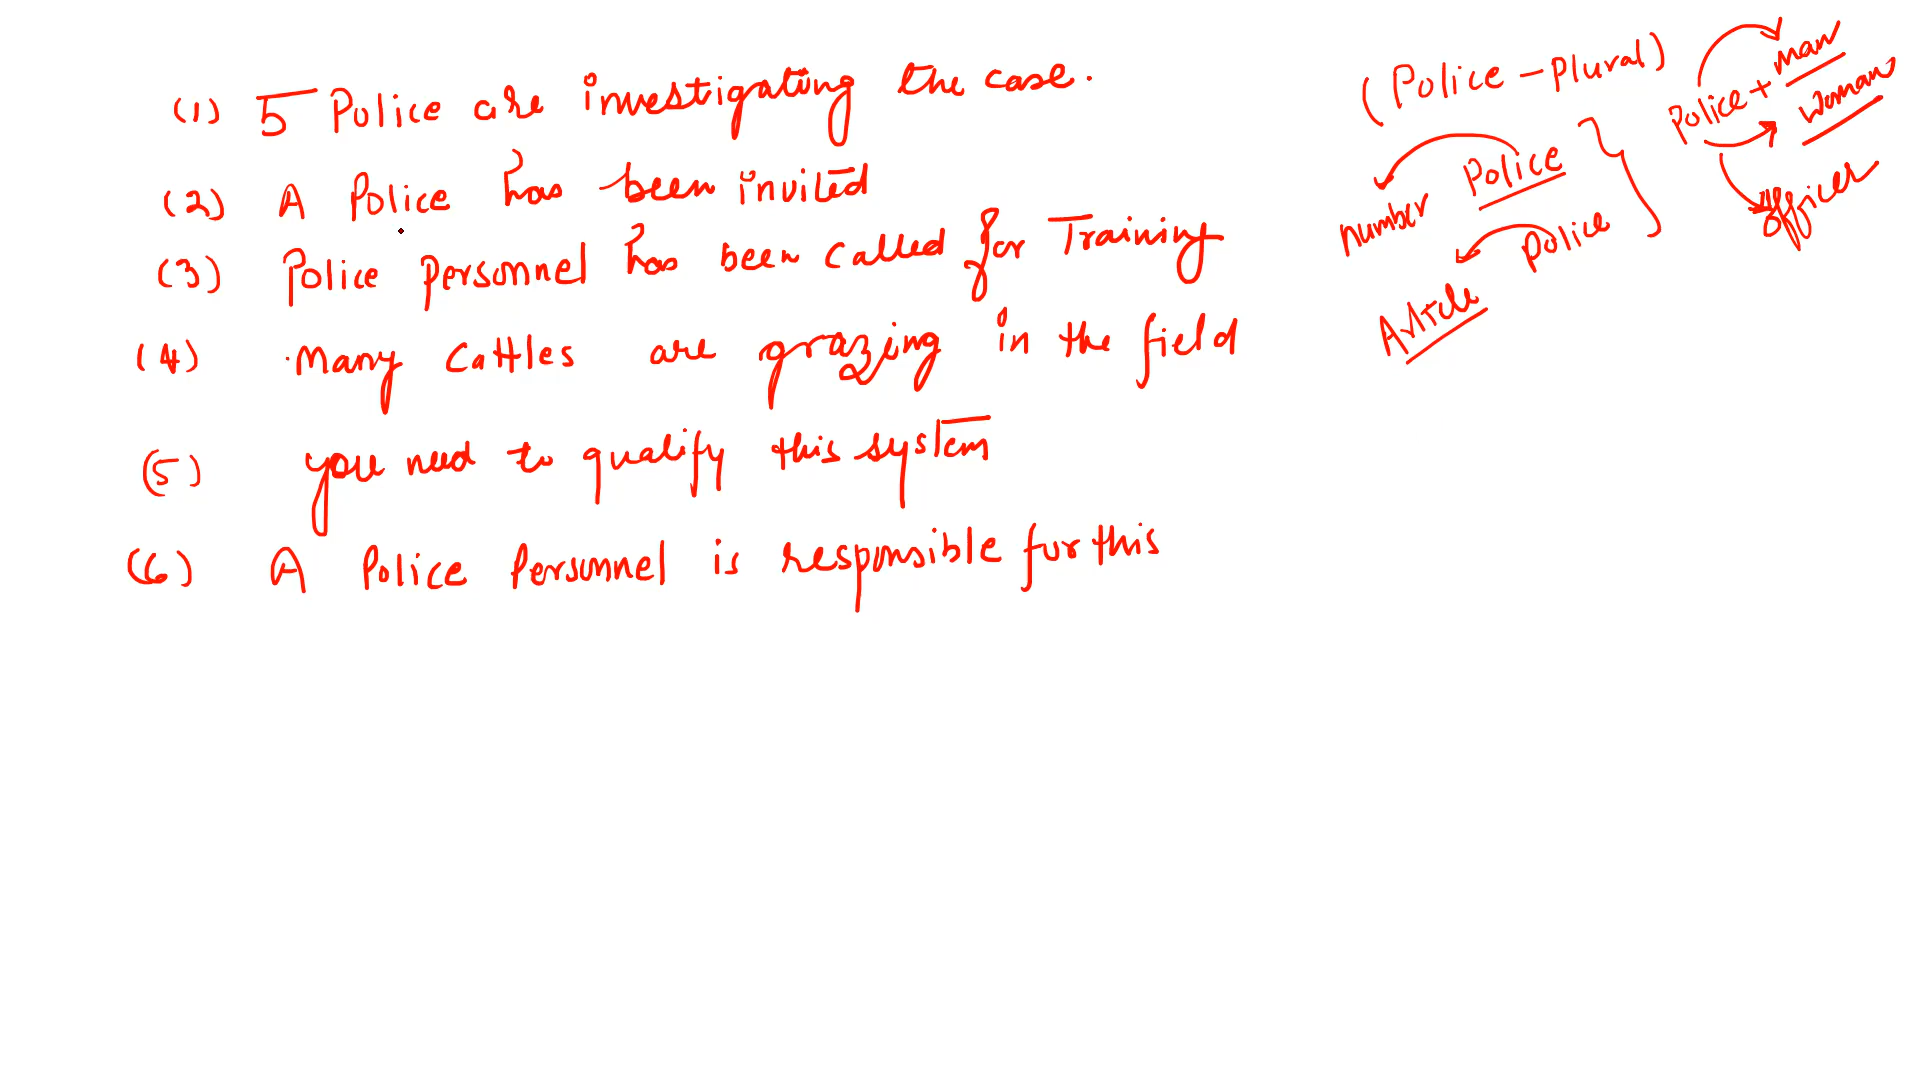 (1) 5 Police are investigating the case.
(2) A Police has been invited
(3) Police personnel has been called for Training
(4) Many Cattles are grazing in the field
(5) you need to qualify this system
(6) A Police Personnel is responsible for this
(Police - Plural)
Police
number
Police
Article
Police + man
woman
officer